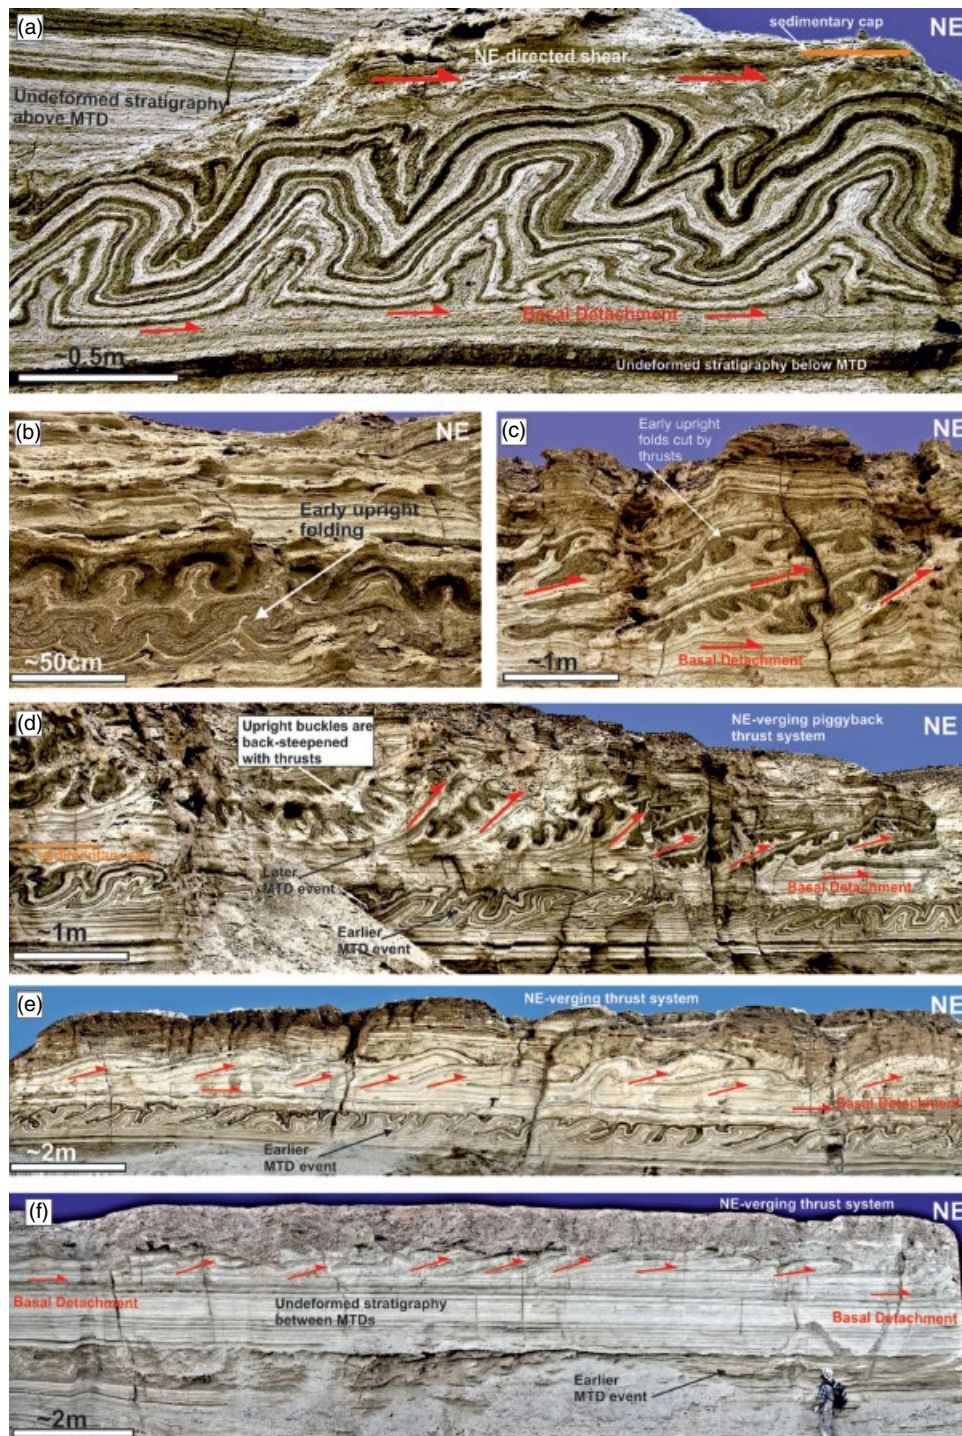 (a)
sedimentary cap
NE
NE-directed shear
Undeformed stratigraphy
above MTD
Basal Detachment
~0.5m
Undeformed stratigraphy below MTD
(b)
NE
Early upright
folding
~50cm
(c)
NE
Early upright
folds cut by
thrusts
Basal Detachment
~1m
(d)
Upright buckles are
back-steepened
with thrusts
NE-verging piggyback
thrust system
NE
sedimentary cap
Later
MTD event
Basal Detachment
Earlier
MTD event
~1m
(e)
NE-verging thrust system
NE
Basal Detachment
Earlier
MTD event
~2m
(f)
NE-verging thrust system
NE
Basal Detachment
Undeformed stratigraphy
between MTDs
Basal Detachment
Earlier
MTD event
~2m